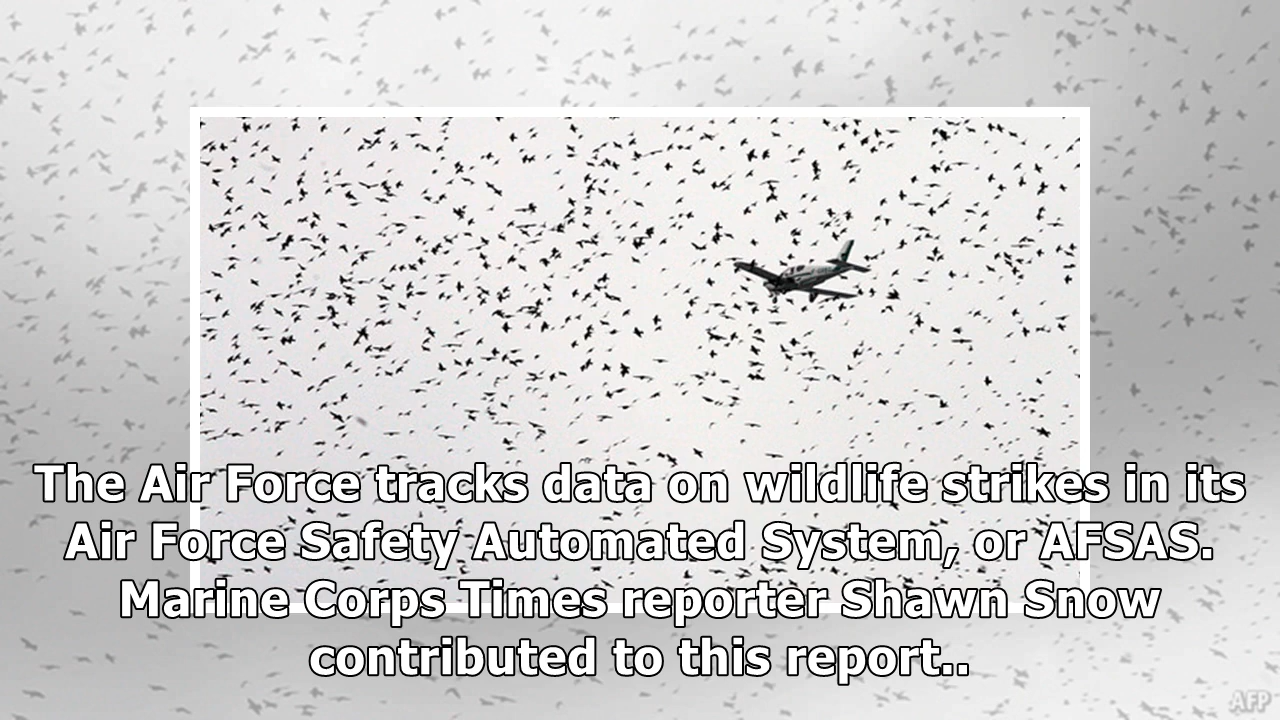 The Air Force tracks data on wildlife strikes in its
Air Force Safety Automated System, or AFSAS.
Marine Corps Times reporter Shawn Snow
contributed to this report..
AFP